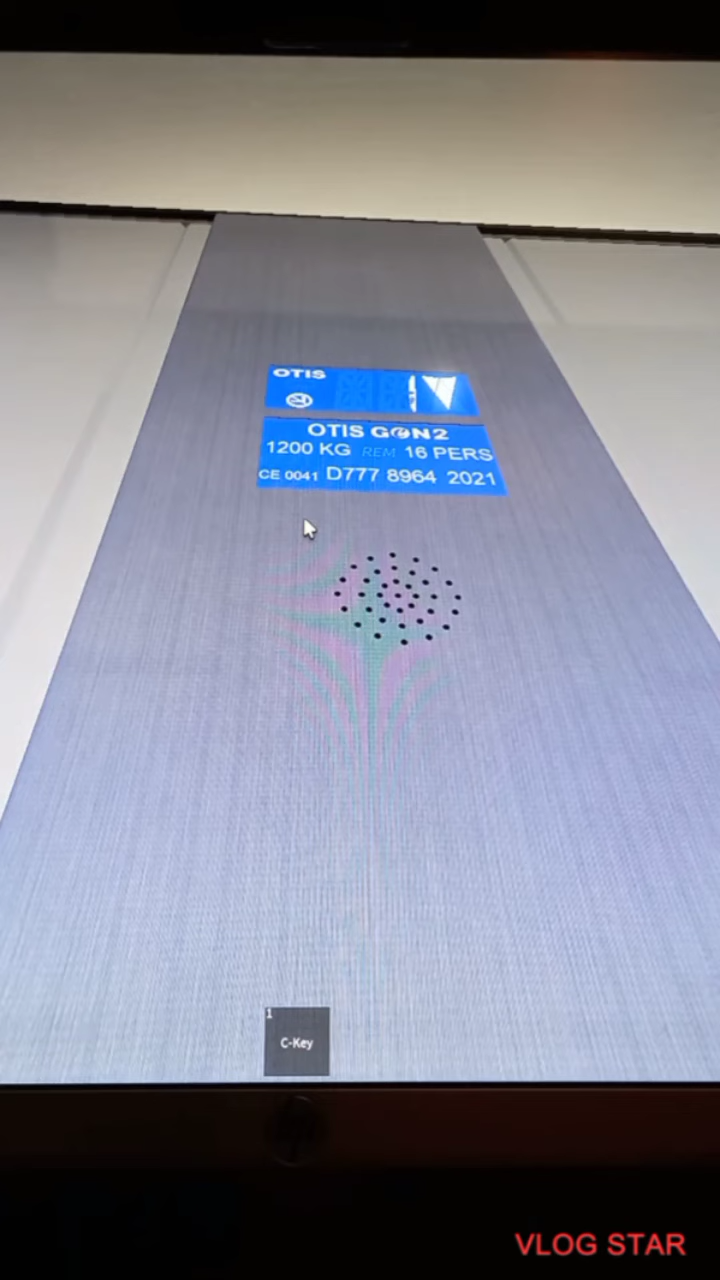 OTIS
OTIS GEN2
1200 KG REM 16 PERS
CE 0041 D777 8964 2021
1
C-Key
VLOG STAR